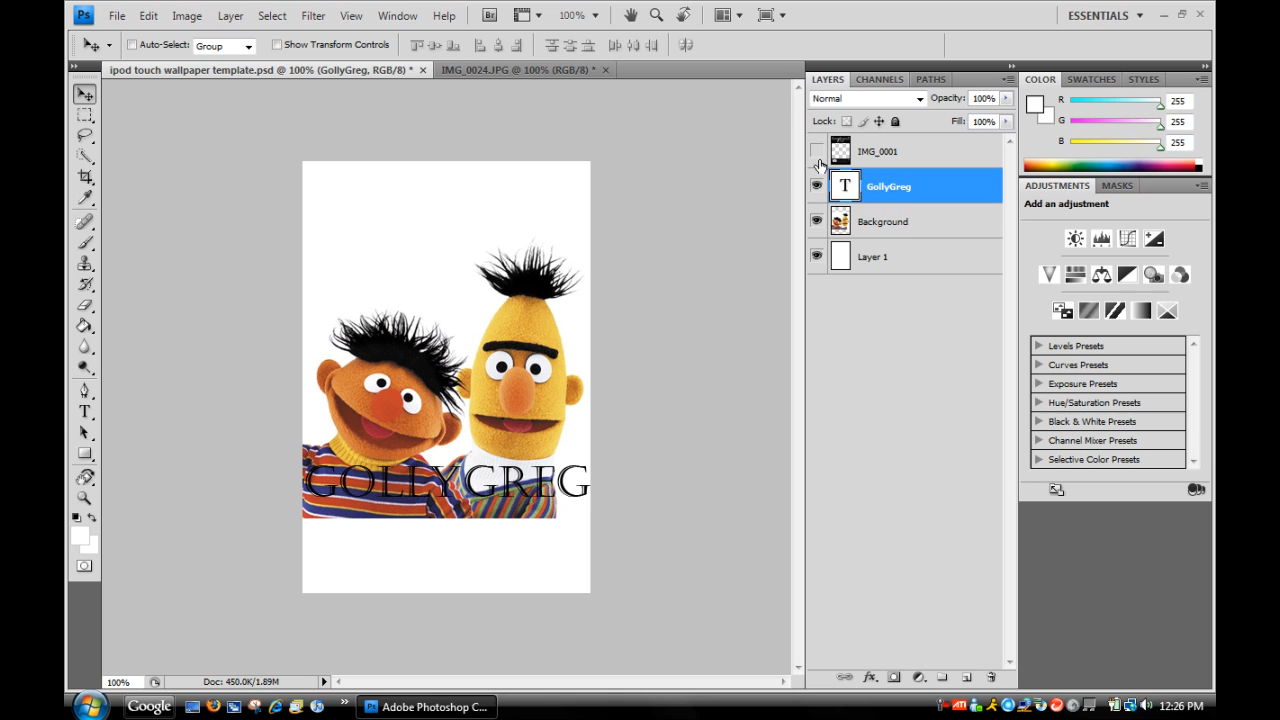 Ps File Edit Image Layer Select Filter View Window Help Br 100% ESSENTIALS
Auto-Select: Group Show Transform Controls
ipod touch wallpaper template.psd @ 100% (GollyGreg, RGB/8) * IMG_0024.JPG @ 100% (RGB/8) *
LAYERS CHANNELS PATHS
Normal Opacity: 100%
Lock: Fill: 100%
IMG_0001
T GollyGreg
Background
Layer 1
COLOR SWATCHES STYLES
R 255
G 255
B 255
ADJUSTMENTS MASKS
Add an adjustment
Levels Presets
Curves Presets
Exposure Presets
Hue/Saturation Presets
Black & White Presets
Channel Mixer Presets
Selective Color Presets
GOLLYGREG
T
fx
100% Doc: 450.0K/1.89M
Google Ps Adobe Photoshop C... ATI 12:26 PM